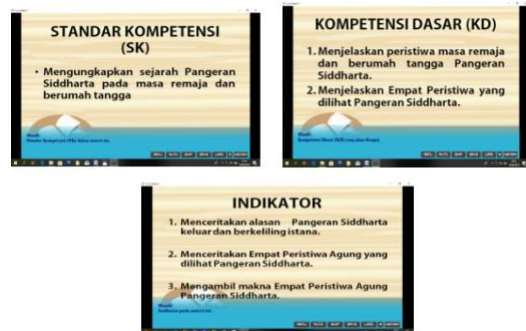 STANDAR KOMPETENSI
(SK)
• Mengungkapkan sejarah Pangeran
Siddharta pada masa remaja dan
berumah tangga
KOMPETENSI DASAR (KD)
1. Menjelaskan peristiwa masa remaja
dan berumah tangga Pangeran
Siddharta.
2. Menjelaskan Empat Peristiwa yang
dilihat Pangeran Siddharta.
INDIKATOR
1. Menceritakan alasan Pangeran Siddharta
keluar dan berkeliling istana.
2. Menceritakan Empat Peristiwa Agung yang
dilihat Pangeran Siddharta.
3. Mengambil makna Empat Peristiwa Agung
Pangeran Siddharta.